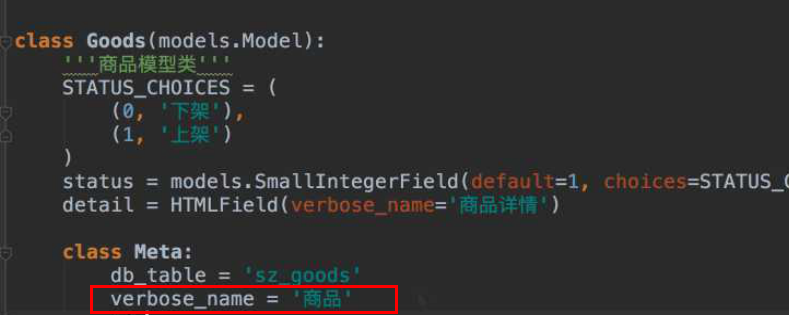 class Goods(models.Model):
'''商品模型类'''
STATUS_CHOICES = (
(0, '下架'),
(1, '上架')
)
status = models.SmallIntegerField(default=1, choices=STATUS_C
detail = HTMLField(verbose_name='商品详情')
class Meta:
db_table = 'sz_goods'
verbose_name = '商品'